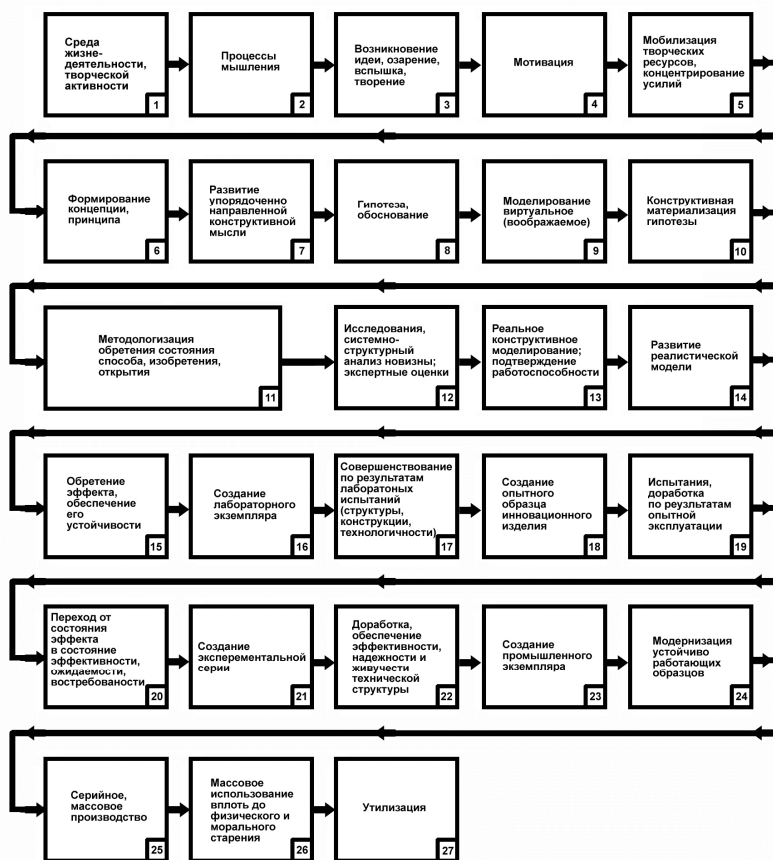 Среда
жизне-
деятельности,
творческой
активности
1
Процессы
мышления
2
Возникновение
идеи, озарение,
вспышка,
творение
3
Мотивация
4
Мобилизация
творческих
ресурсов,
концентрирование
усилий
5
Формирование
концепции,
принципа
6
Развитие
упорядоченно
направленной
конструктивной
мысли
7
Гипотеза,
обоснование
8
Моделирование
виртуальное
(воображаемое)
9
Конструктивная
материализация
гипотезы
10
Методологизация
обретения состояния
способа, изобретения,
открытия
11
Исследования,
системно-
структурный
анализ новизны;
экспертные оценки
12
Реальное
конструктивное
моделирование;
подтверждение
работоспособности
13
Развитие
реалистической
модели
14
Обретение
эффекта,
обеспечение
его
устойчивости
15
Создание
лабораторного
экземпляра
16
Совершенствование
по результатам
лаборатоных
испытаний
(структуры,
конструкции,
технологичности)
17
Создание
опытного
образца
инновационного
изделия
18
Испытания,
доработка
по реузльтатам
опытной
эксплуатации
19
Переход от
состояния
эффекта
в состояние
эффективности,
ожидаемости,
востребованости
20
Создание
эксперементальной
серии
21
Доработка,
обеспечение
эффективности,
надежности и
живучести
технической
структуры
22
Создание
промышленного
экземпляра
23
Модернизация
устойчиво
работающих
образцов
24
Серийное,
массовое
производство
25
Массовое
использование
вплоть до
физического и
морального
старения
26
Утилизация
27